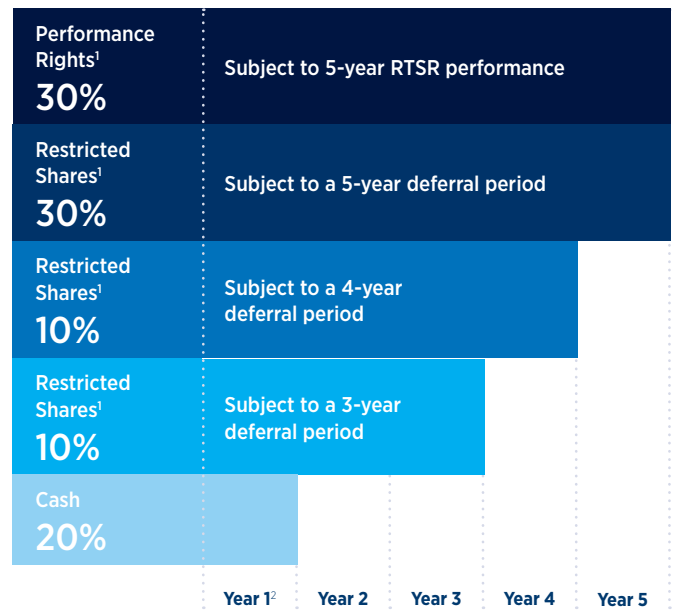 Performance
Rights¹
30%
Subject to 5-year RTSR performance
Restricted
Shares¹
30%
Subject to a 5-year deferral period
Restricted
Shares¹
10%
Subject to a 4-year
deferral period
Restricted
Shares¹
10%
Subject to a 3-year
deferral period
Cash
20%
Year 1² Year 2 Year 3 Year 4 Year 5